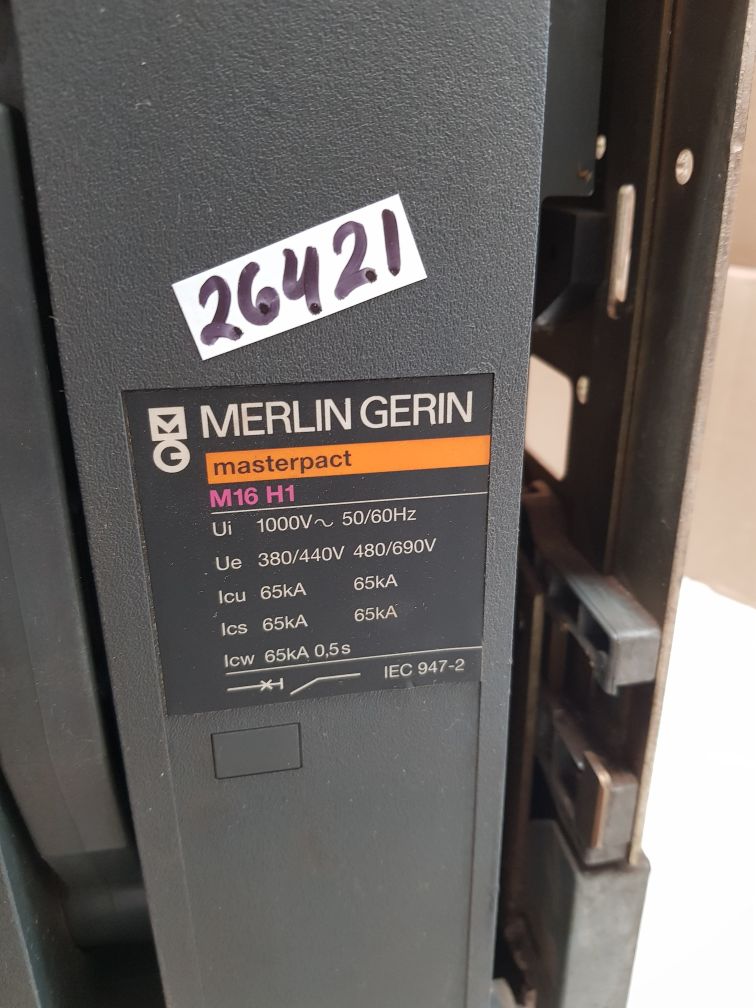 26421
MERLIN GERIN
masterpact
M16 H1
Ui 1000V~ 50/60Hz
Ue 380/440V 480/690V
Icu 65kA 65kA
Ics 65kA 65kA
Icw 65kA 0,5s
IEC 947-2